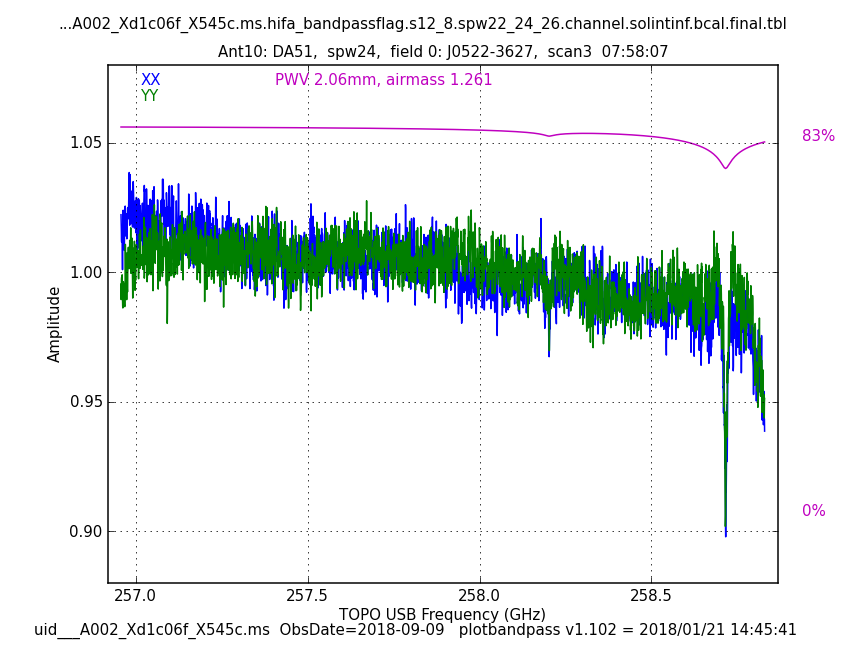 ...A002_Xd1c06f_X545c.ms.hifa_bandpassflag.s12_8.spw22_24_26.channel.solintinf.bcal.final.tbl
Ant10: DA51,  spw24,  field 0: J0522-3627,  scan3  07:58:07
XX
PWV 2.06mm, airmass 1.261
YY
83%
1.05
1.00
0.95
0.90
Amplitude
0%
257.0
257.5
258.0
258.5
TOPO USB Frequency (GHz)
uid___A002_Xd1c06f_X545c.ms  ObsDate=2018-09-09   plotbandpass v1.102 = 2018/01/21 14:45:41